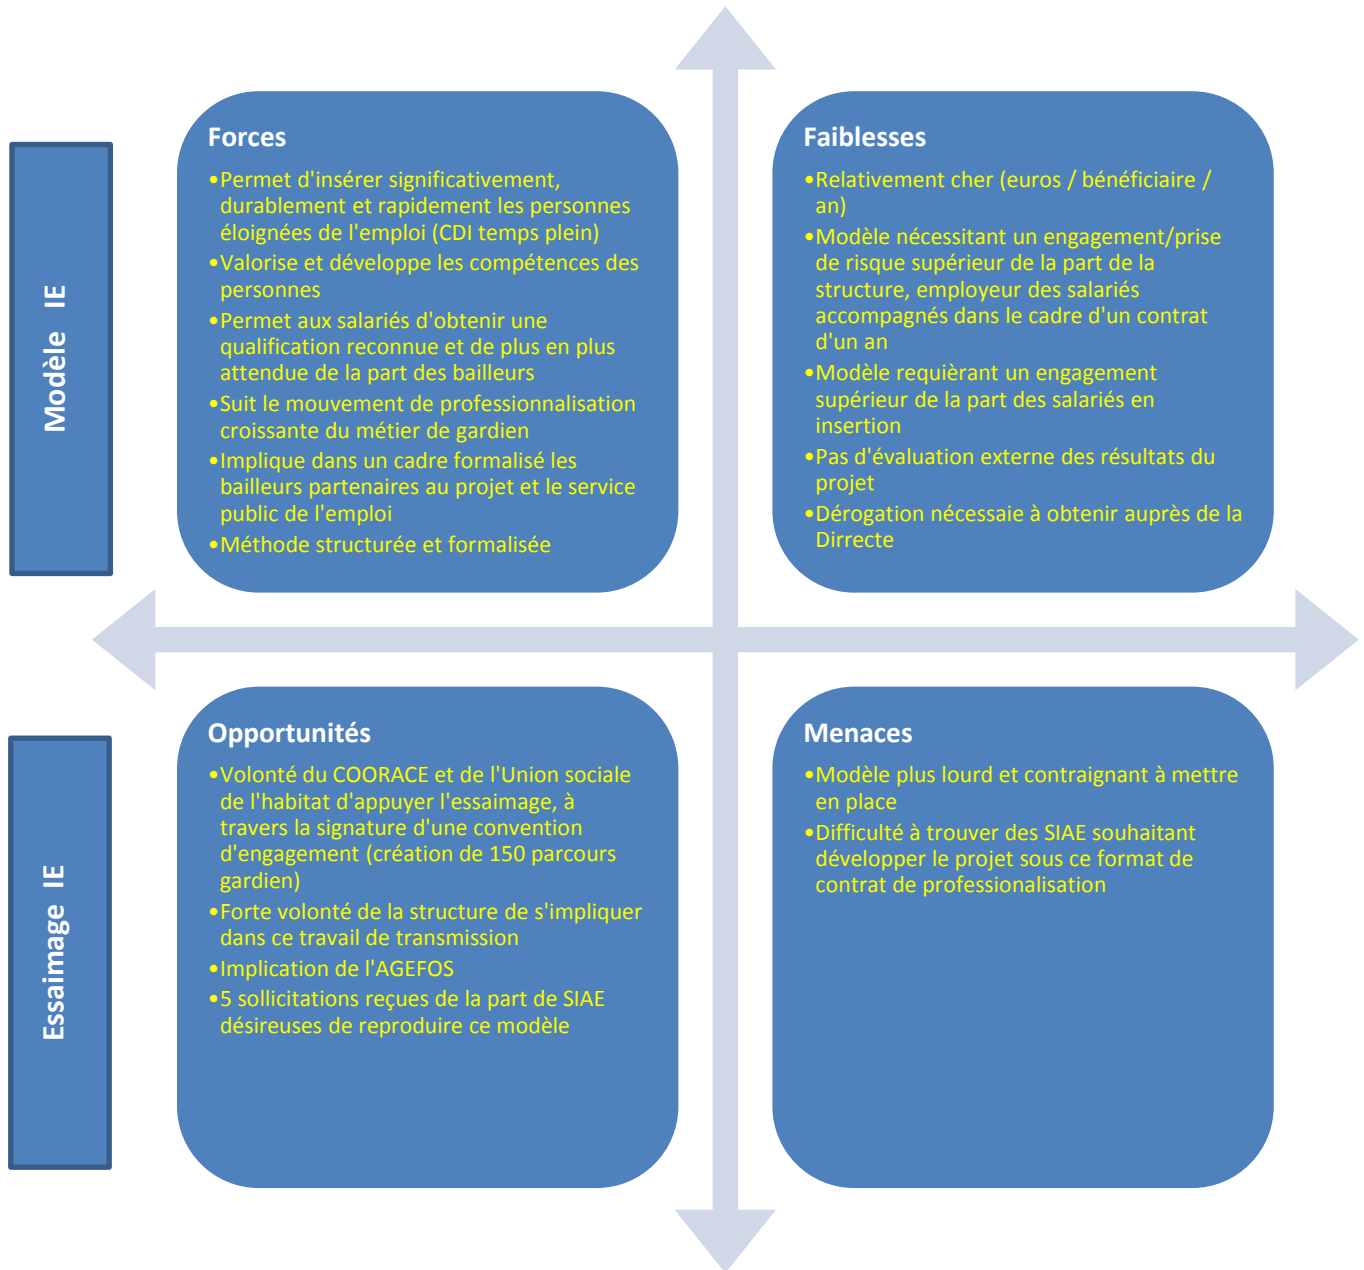 Modèle  IE
Forces
•Permet d'insérer significativement,
durablement et rapidement les personnes
éloignées de l'emploi (CDI temps plein)
•Valorise et développe les compétences des
personnes
•Permet aux salariés d'obtenir une
qualification reconnue et de plus en plus
attendue de la part des bailleurs
•Suit le mouvement de professionnalisation
croissante du métier de gardien
•Implique dans un cadre formalisé les
bailleurs partenaires au projet et le service
public de l'emploi
•Méthode structurée et formalisée
Faiblesses
•Relativement cher (euros / bénéficiaire /
an)
•Modèle nécessitant un engagement/prise
de risque supérieur de la part de la
structure, employeur des salariés
accompagnés dans le cadre d'un contrat
d'un an
•Modèle requièrant un engagement
supérieur de la part des salariés en
insertion
•Pas d'évaluation externe des résultats du
projet
•Dérogation nécessaie à obtenir auprès de la
Dirrecte
Essaimage  IE
Opportunités
•Volonté du COORACE et de l'Union sociale
de l'habitat d'appuyer l'essaimage, à
travers la signature d'une convention
d'engagement (création de 150 parcours
gardien)
•Forte volonté de la structure de s'impliquer
dans ce travail de transmission
•Implication de l'AGEFOS
•5 sollicitations reçues de la part de SIAE
désireuses de reproduire ce modèle
Menaces
•Modèle plus lourd et contraignant à mettre
en place
•Difficulté à trouver des SIAE souhaitant
développer le projet sous ce format de
contrat de professionalisation